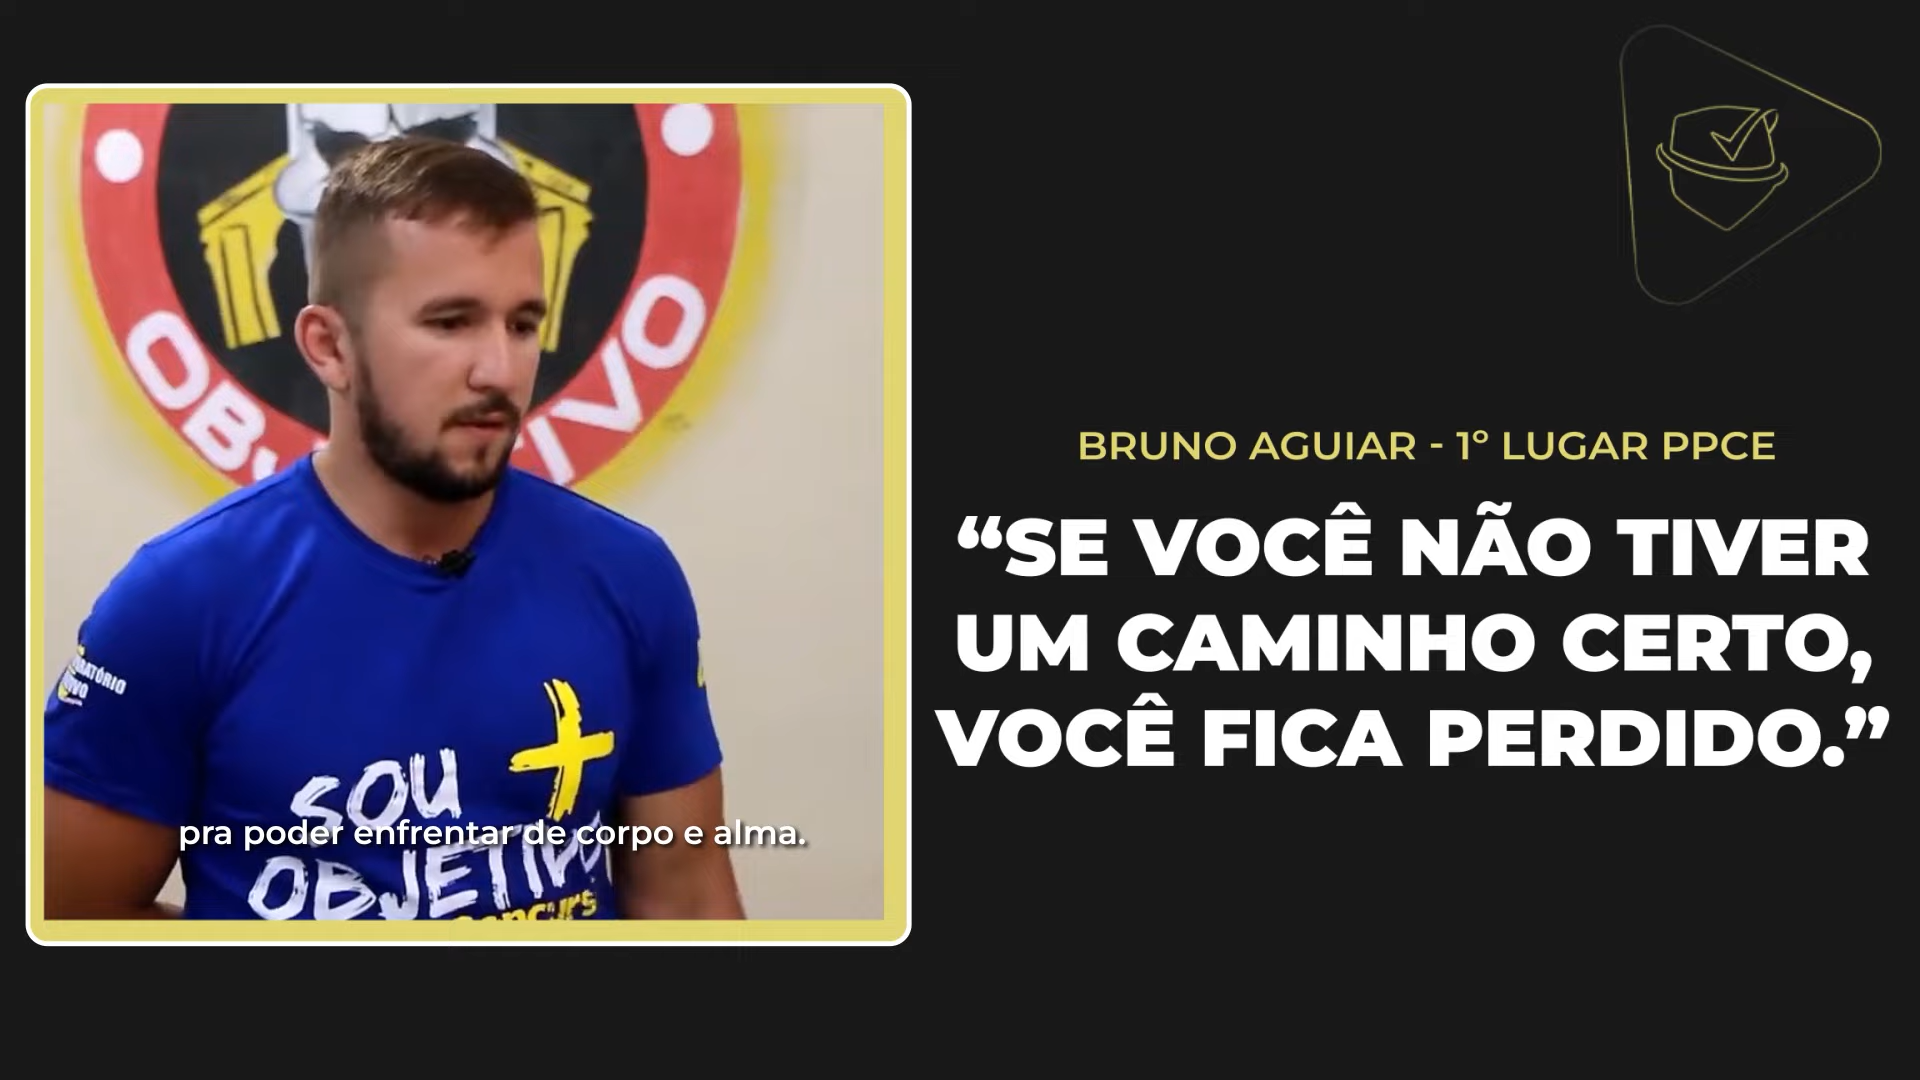 BRUNO AGUIAR - 1º LUGAR PPCE
“SE VOCÊ NÃO TIVER
UM CAMINHO CERTO,
VOCÊ FICA PERDIDO.”
SOU +
pra poder enfrentar de corpo e alma.
OBJETIVO